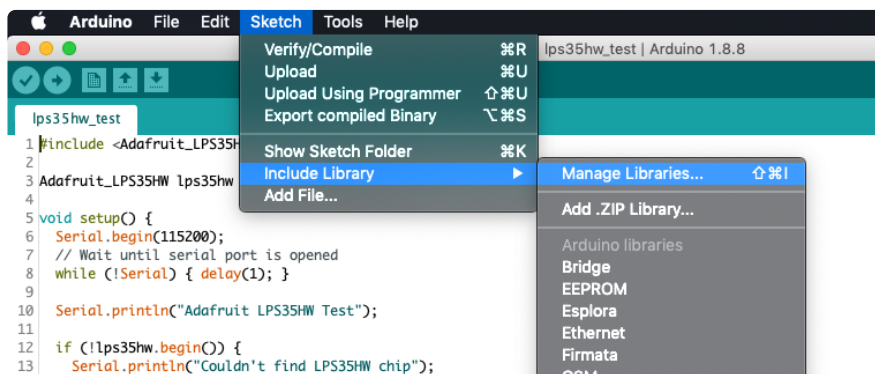 Arduino File Edit Sketch Tools Help
lps35hw_test | Arduino 1.8.8
Verify/Compile ⌘R
Upload ⌘U
Upload Using Programmer ⇧⌘U
Export compiled Binary ⌥⌘S
Show Sketch Folder ⌘K
Include Library ▶
Add File...
Manage Libraries... ⇧⌘I
Add .ZIP Library...
Arduino libraries
Bridge
EEPROM
Esplora
Ethernet
Firmata
lps35hw_test
1 #include <Adafruit_LPS35H
2
3 Adafruit_LPS35HW lps35hw
4
5 void setup() {
6 Serial.begin(115200);
7 // Wait until serial port is opened
8 while (!Serial) { delay(1); }
9
10 Serial.println("Adafruit LPS35HW Test");
11
12 if (!lps35hw.begin()) {
13 Serial.println("Couldn't find LPS35HW chip");